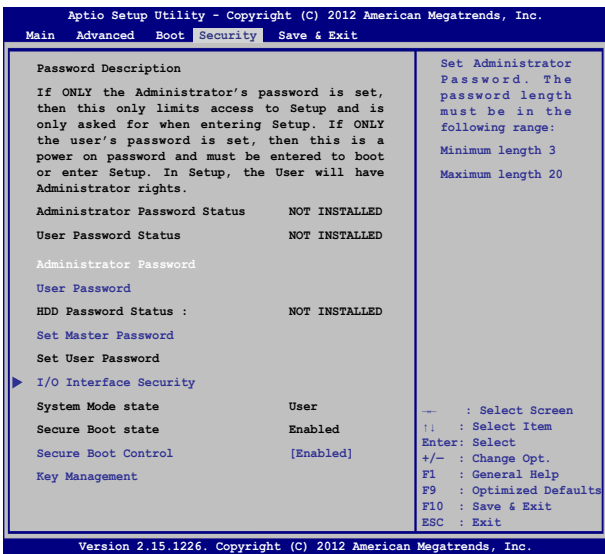 Aptio Setup Utility - Copyright (C) 2012 American Megatrends, Inc.
Main Advanced Boot Security Save & Exit
Password Description
If ONLY the Administrator's password is set,
then this only limits access to Setup and is
only asked for when entering Setup. If ONLY
the user's password is set, then this is a
power on password and must be entered to boot
or enter Setup. In Setup, the User will have
Administrator rights.
Administrator Password Status NOT INSTALLED
User Password Status NOT INSTALLED
Administrator Password
User Password
HDD Password Status : NOT INSTALLED
Set Master Password
Set User Password
I/O Interface Security
System Mode state User
Secure Boot state Enabled
Secure Boot Control [Enabled]
Key Management
Set Administrator
Password. The
password length
must be in the
following range:
Minimum length 3
Maximum length 20
→← : Select Screen
↑↓ : Select Item
Enter: Select
+/— : Change Opt.
F1 : General Help
F9 : Optimized Defaults
F10 : Save & Exit
ESC : Exit
Version 2.15.1226. Copyright (C) 2012 American Megatrends, Inc.